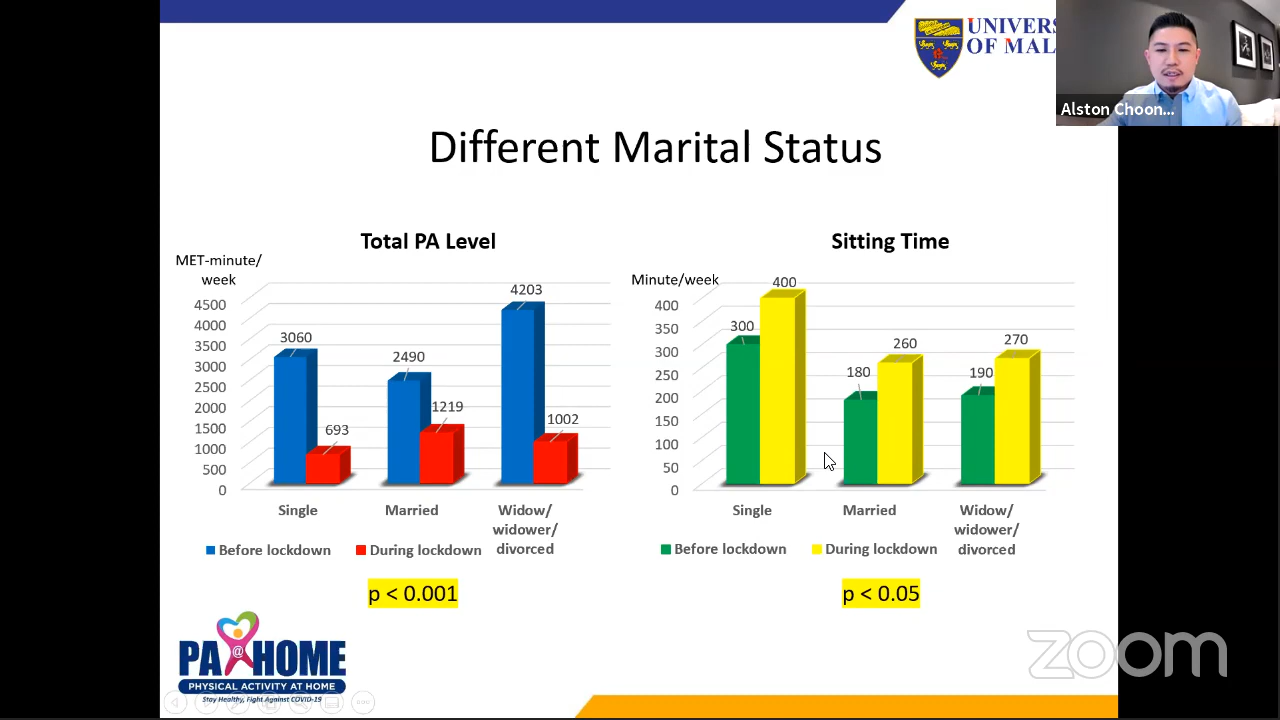 UNIVERS
OF MAL
Alston Choon...
Different Marital Status
Total PA Level
MET-minute/
week
4500
4000
3500
3000
2500
2000
1500
1000
500
0
3060
693
2490
1219
4203
1002
Single
Married
Widow/
widower/
divorced
Before lockdown
During lockdown
p < 0.001
Sitting Time
Minute/week
400
350
300
250
200
150
100
50
0
300
400
180
260
190
270
Single
Married
Widow/
widower/
divorced
Before lockdown
During lockdown
p < 0.05
PA@HOME
PHYSICAL ACTIVITY AT HOME
Stay Healthy, Fight Against COVID-19
zoom